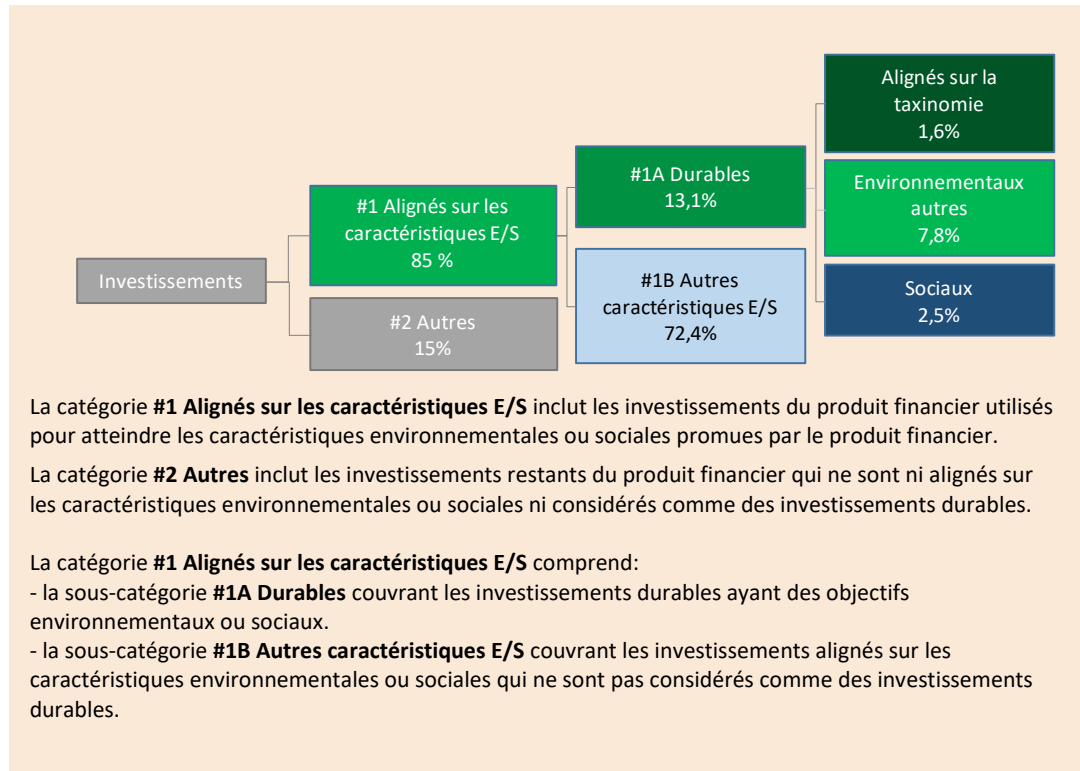 Investissements
#1 Alignés sur les
caractéristiques E/S
85 %
#2 Autres
15%
#1A Durables
13,1%
#1B Autres
caractéristiques E/S
72,4%
Alignés sur la
taxinomie
1,6%
Environnementaux
autres
7,8%
Sociaux
2,5%
La catégorie #1 Alignés sur les caractéristiques E/S inclut les investissements du produit financier utilisés
pour atteindre les caractéristiques environnementales ou sociales promues par le produit financier.
La catégorie #2 Autres inclut les investissements restants du produit financier qui ne sont ni alignés sur
les caractéristiques environnementales ou sociales ni considérés comme des investissements durables.
La catégorie #1 Alignés sur les caractéristiques E/S comprend:
- la sous-catégorie #1A Durables couvrant les investissements durables ayant des objectifs
environnementaux ou sociaux.
- la sous-catégorie #1B Autres caractéristiques E/S couvrant les investissements alignés sur les
caractéristiques environnementales ou sociales qui ne sont pas considérés comme des investissements
durables.